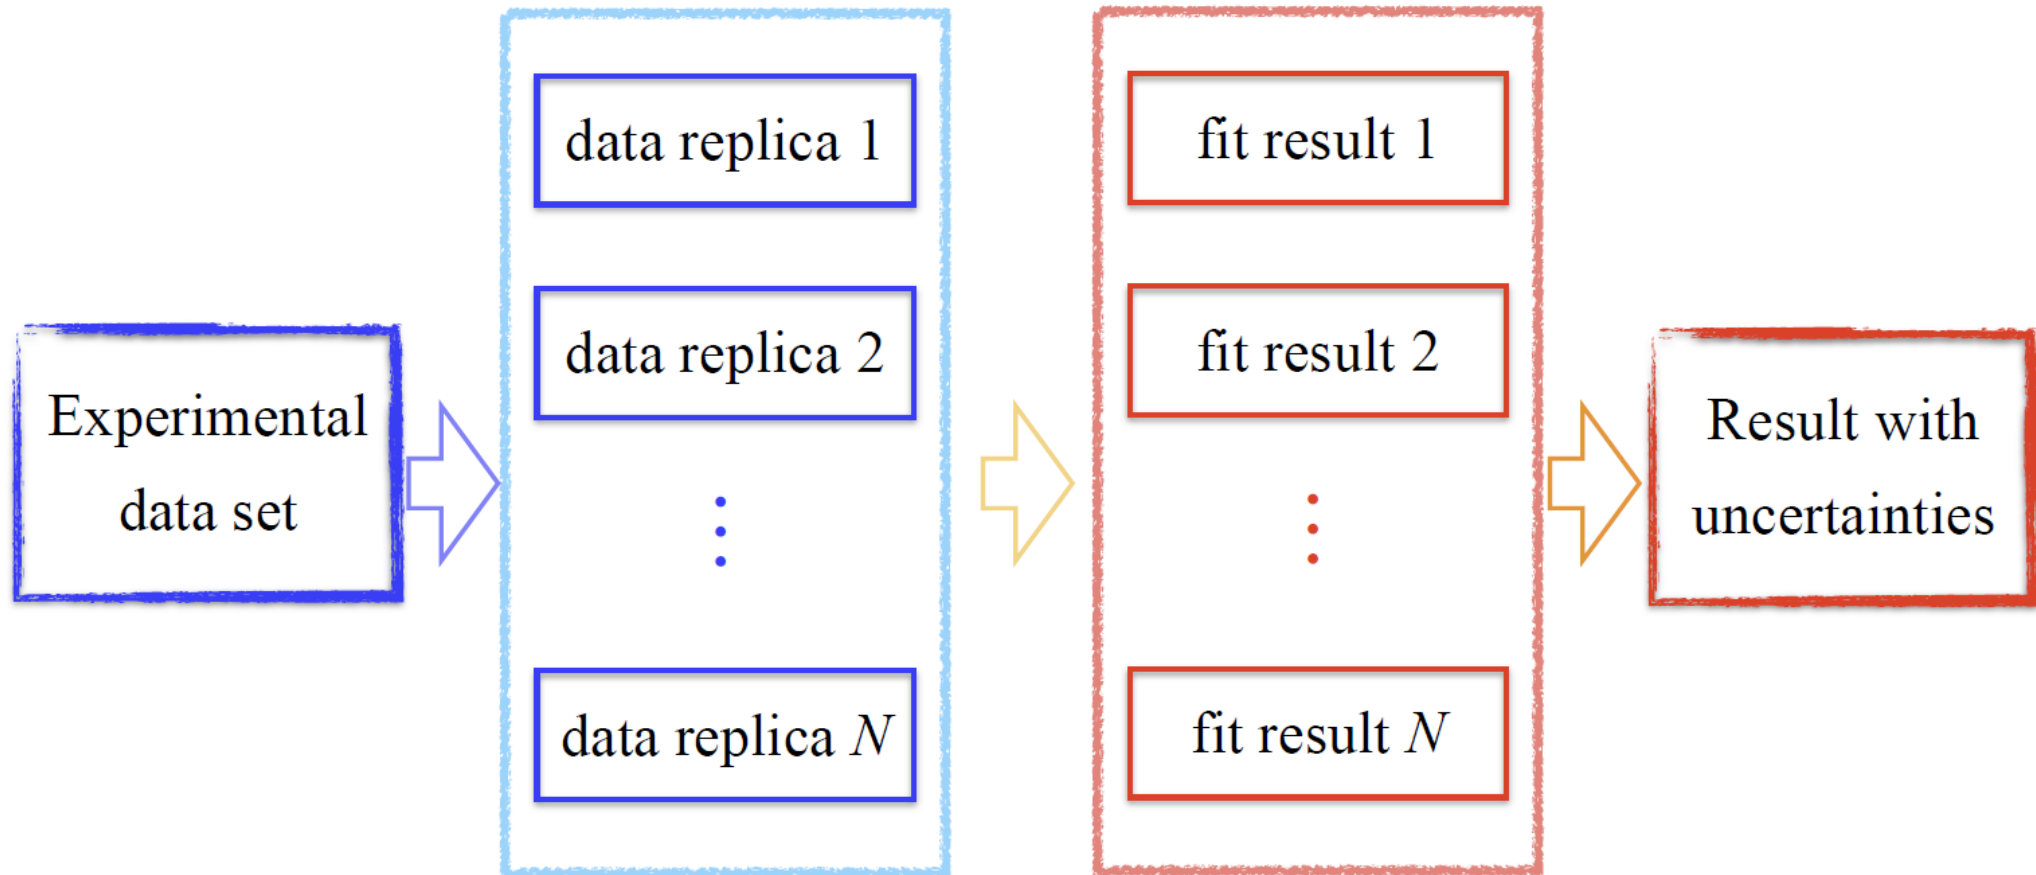 Experimental
data set
data replica 1
data replica 2
data replica N
fit result 1
fit result 2
fit result N
Result with
uncertainties